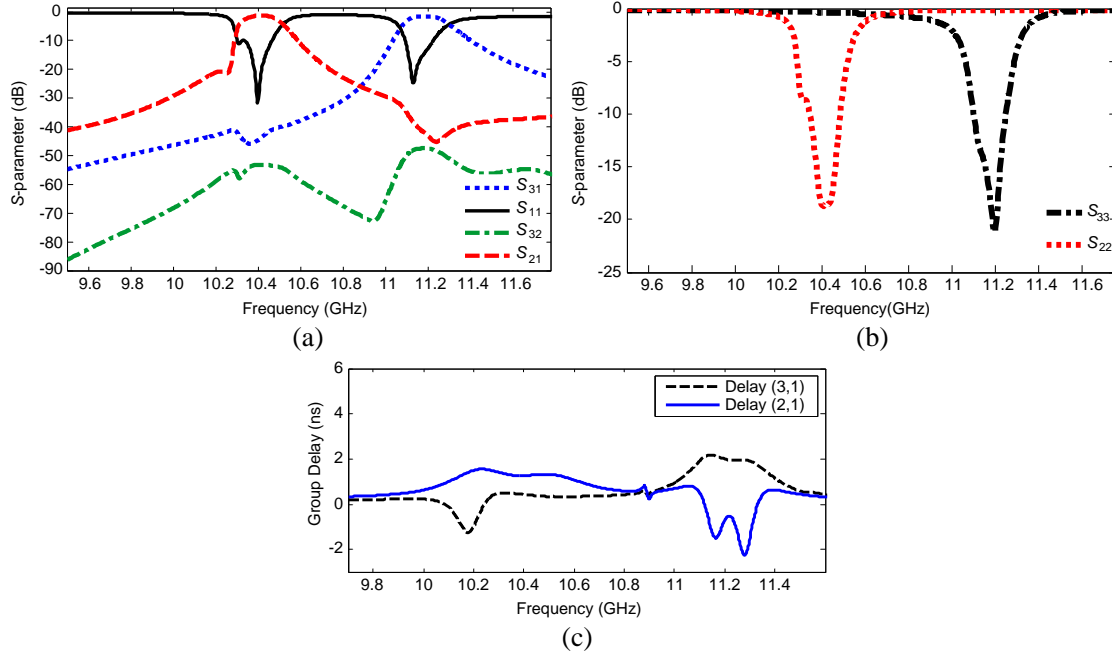 0
-10
-20
-30
-40
-50
-60
-70
-80
-90
S-parameter (dB)
S31
S11
S32
S21
9.6 9.8 10 10.2 10.4 10.6 10.8 11 11.2 11.4 11.6
Frequency (GHz)
(a)
0
-5
-10
-15
-20
-25
S-parameter (dB)
S33
S22
9.6 9.8 10 10.2 10.4 10.6 10.8 11 11.2 11.4 11.6
Frequency(GHz)
(b)
6
4
2
0
-2
Group Delay (ns)
Delay (3,1)
Delay (2,1)
9.8 10 10.2 10.4 10.6 10.8 11 11.2 11.4
Frequency (GHz)
(c)